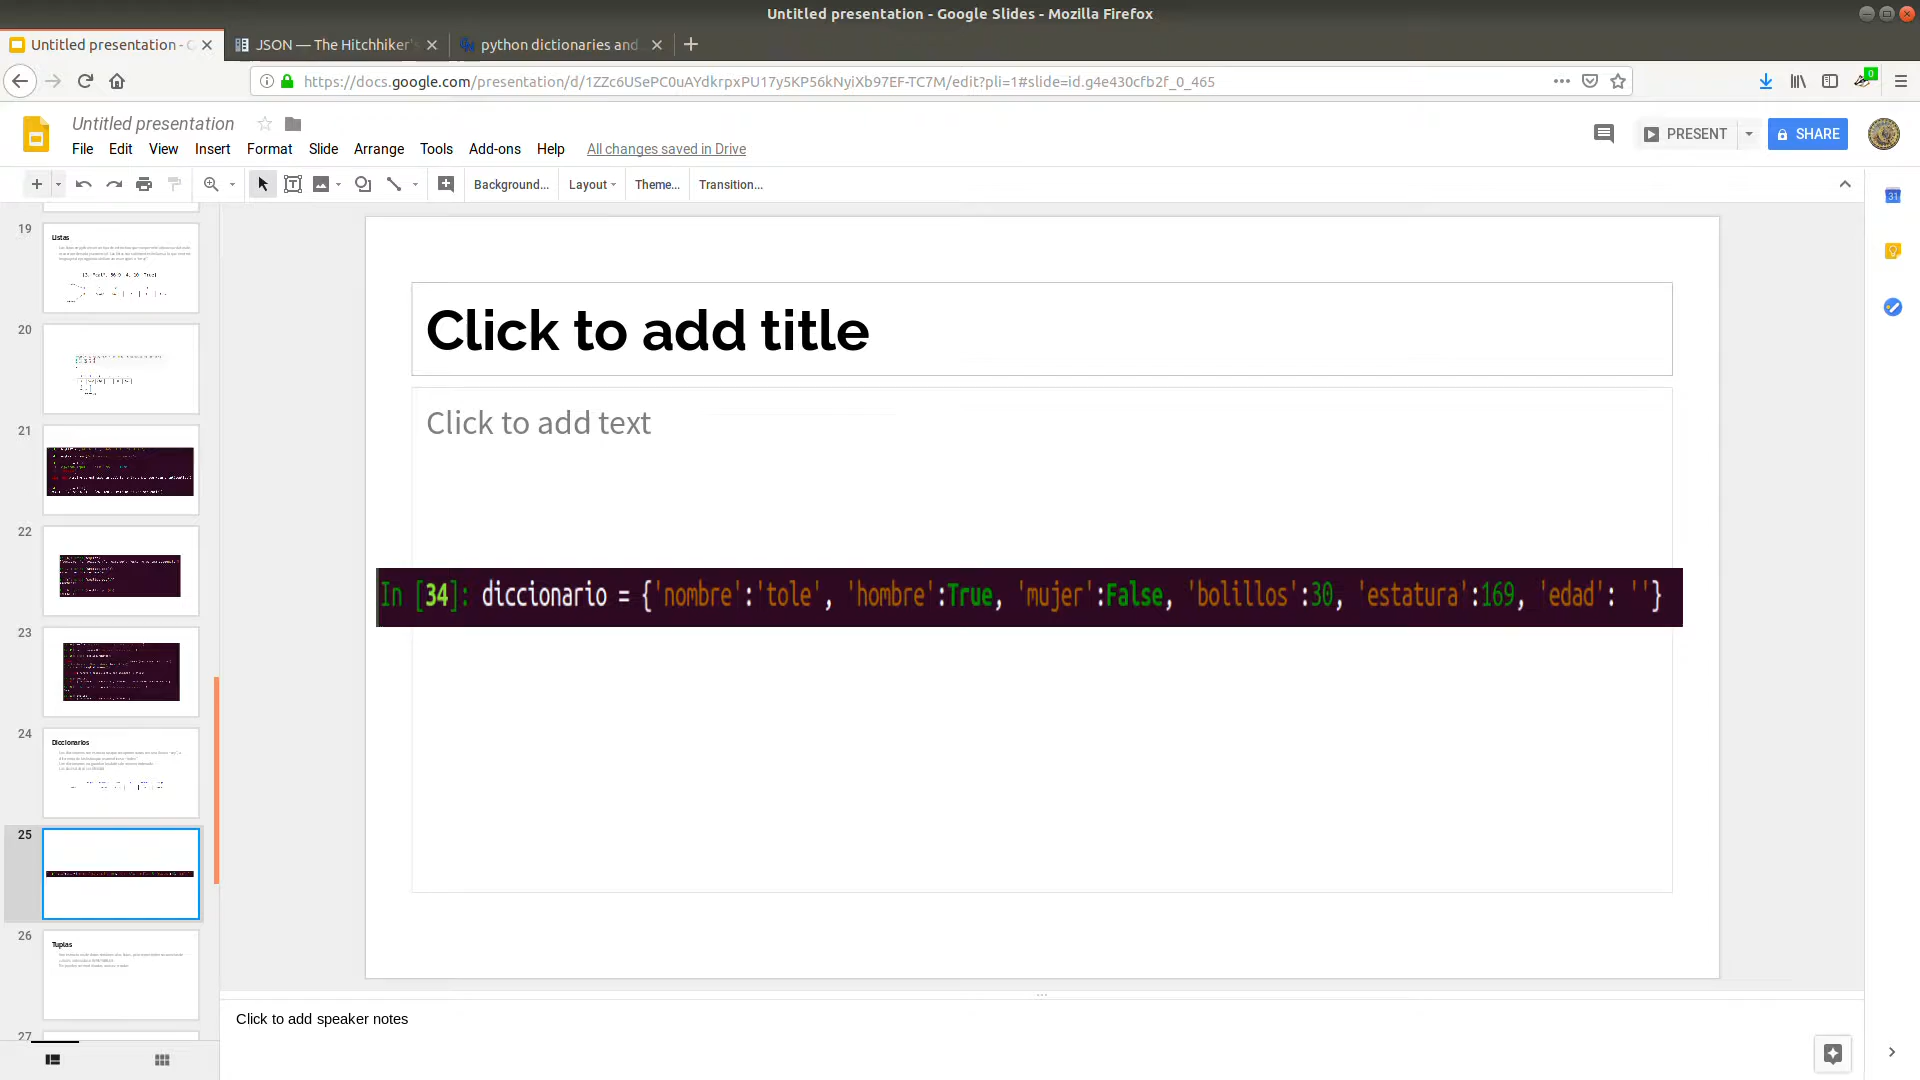 Untitled presentation - Google Slides - Mozilla Firefox
Untitled presentation - G
JSON — The Hitchhiker's
python dictionaries and
https://docs.google.com/presentation/d/1ZZc6USePC0uAYdkrpxPU17y5KP56kNyiXb97EF-TC7M/edit?pli=1#slide=id.g4e430cfb2f_0_465
0
Untitled presentation
PRESENT
SHARE
File Edit View Insert Format Slide Arrange Tools Add-ons Help All changes saved in Drive
Background... Layout Theme... Transition...
31
19
Listas
20
21
22
23
24
Diccionarios
25
26
Tuplas
27
Click to add title
Click to add text
In [34]: diccionario = {'nombre':'tole', 'hombre':True, 'mujer':False, 'bolillos':30, 'estatura':169, 'edad': ''}
Click to add speaker notes